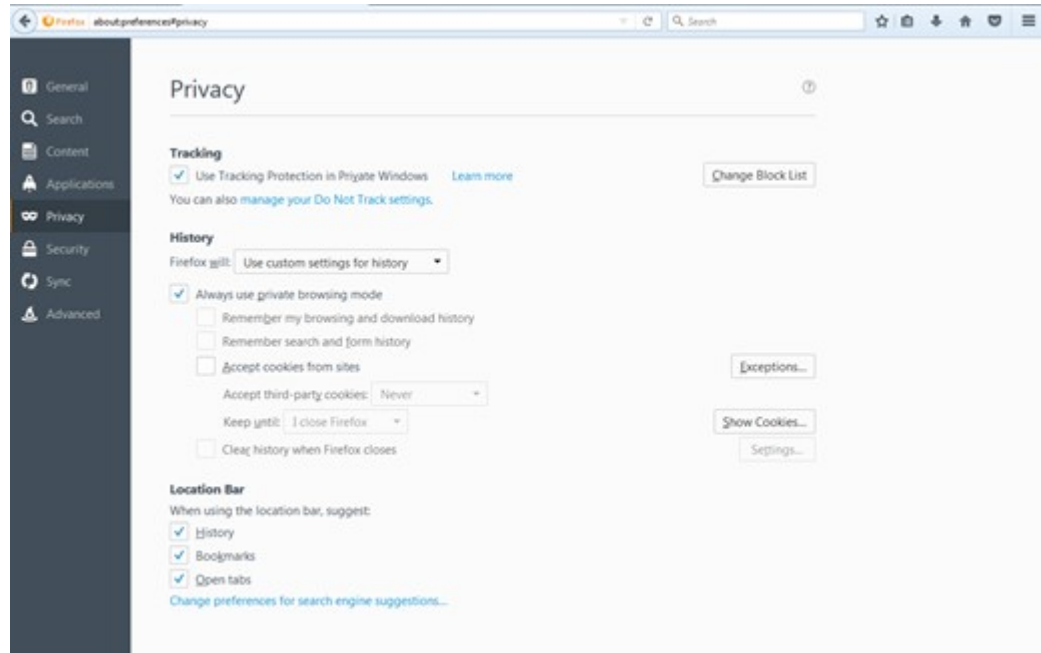 Firefox about:preferences#privacy
Search
General
Search
Content
Applications
Privacy
Security
Sync
Advanced
Privacy
Tracking
Use Tracking Protection in Private Windows Learn more Change Block List
You can also manage your Do Not Track settings.
History
Firefox will: Use custom settings for history
Always use private browsing mode
Remember my browsing and download history
Remember search and form history
Accept cookies from sites Exceptions...
Accept third-party cookies: Never
Keep until: I close Firefox Show Cookies...
Clear history when Firefox closes Settings...
Location Bar
When using the location bar, suggest:
History
Bookmarks
Open tabs
Change preferences for search engine suggestions...